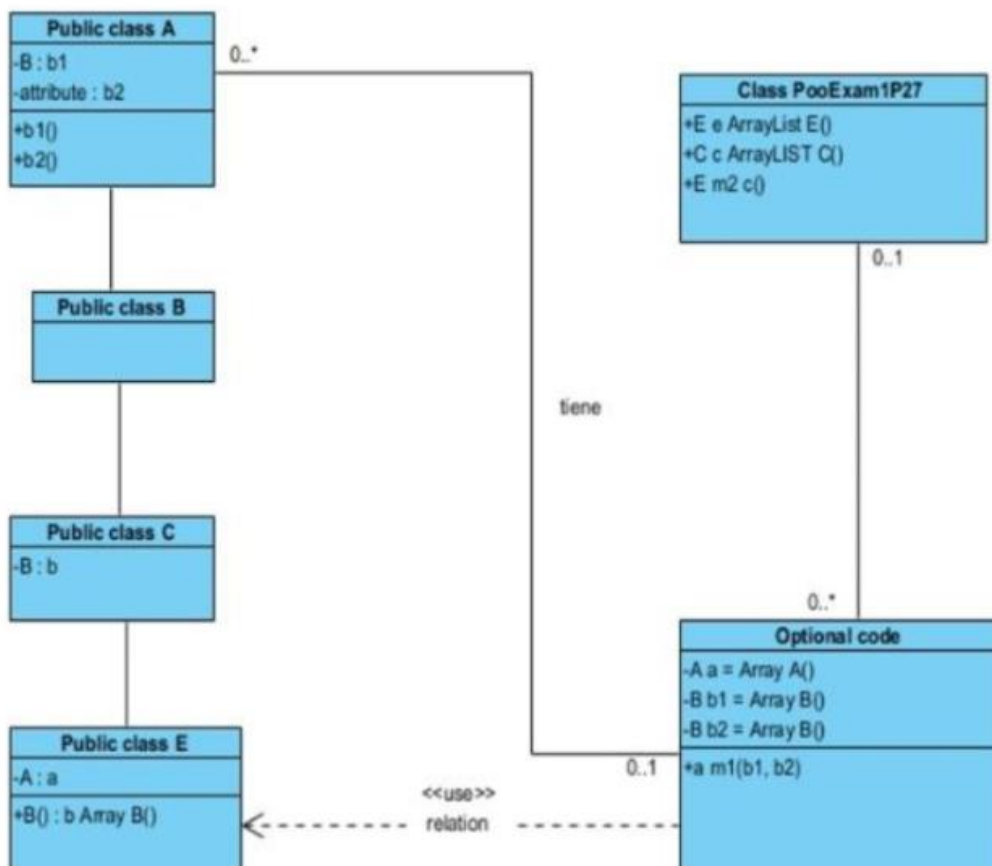 Public class A
-B : b1
-attribute : b2
+b1()
+b2()
0..*
Class PooExam1P27
+E e ArrayList E()
+C c ArrayLIST C()
+E m2 c()
0..1
Public class B
tiene
Public class C
-B : b
0..*
Optional code
-A a = Array A()
-B b1 = Array B()
-B b2 = Array B()
+a m1(b1, b2)
0..1
Public class E
-A : a
+B() : b Array B()
<<use>>
relation